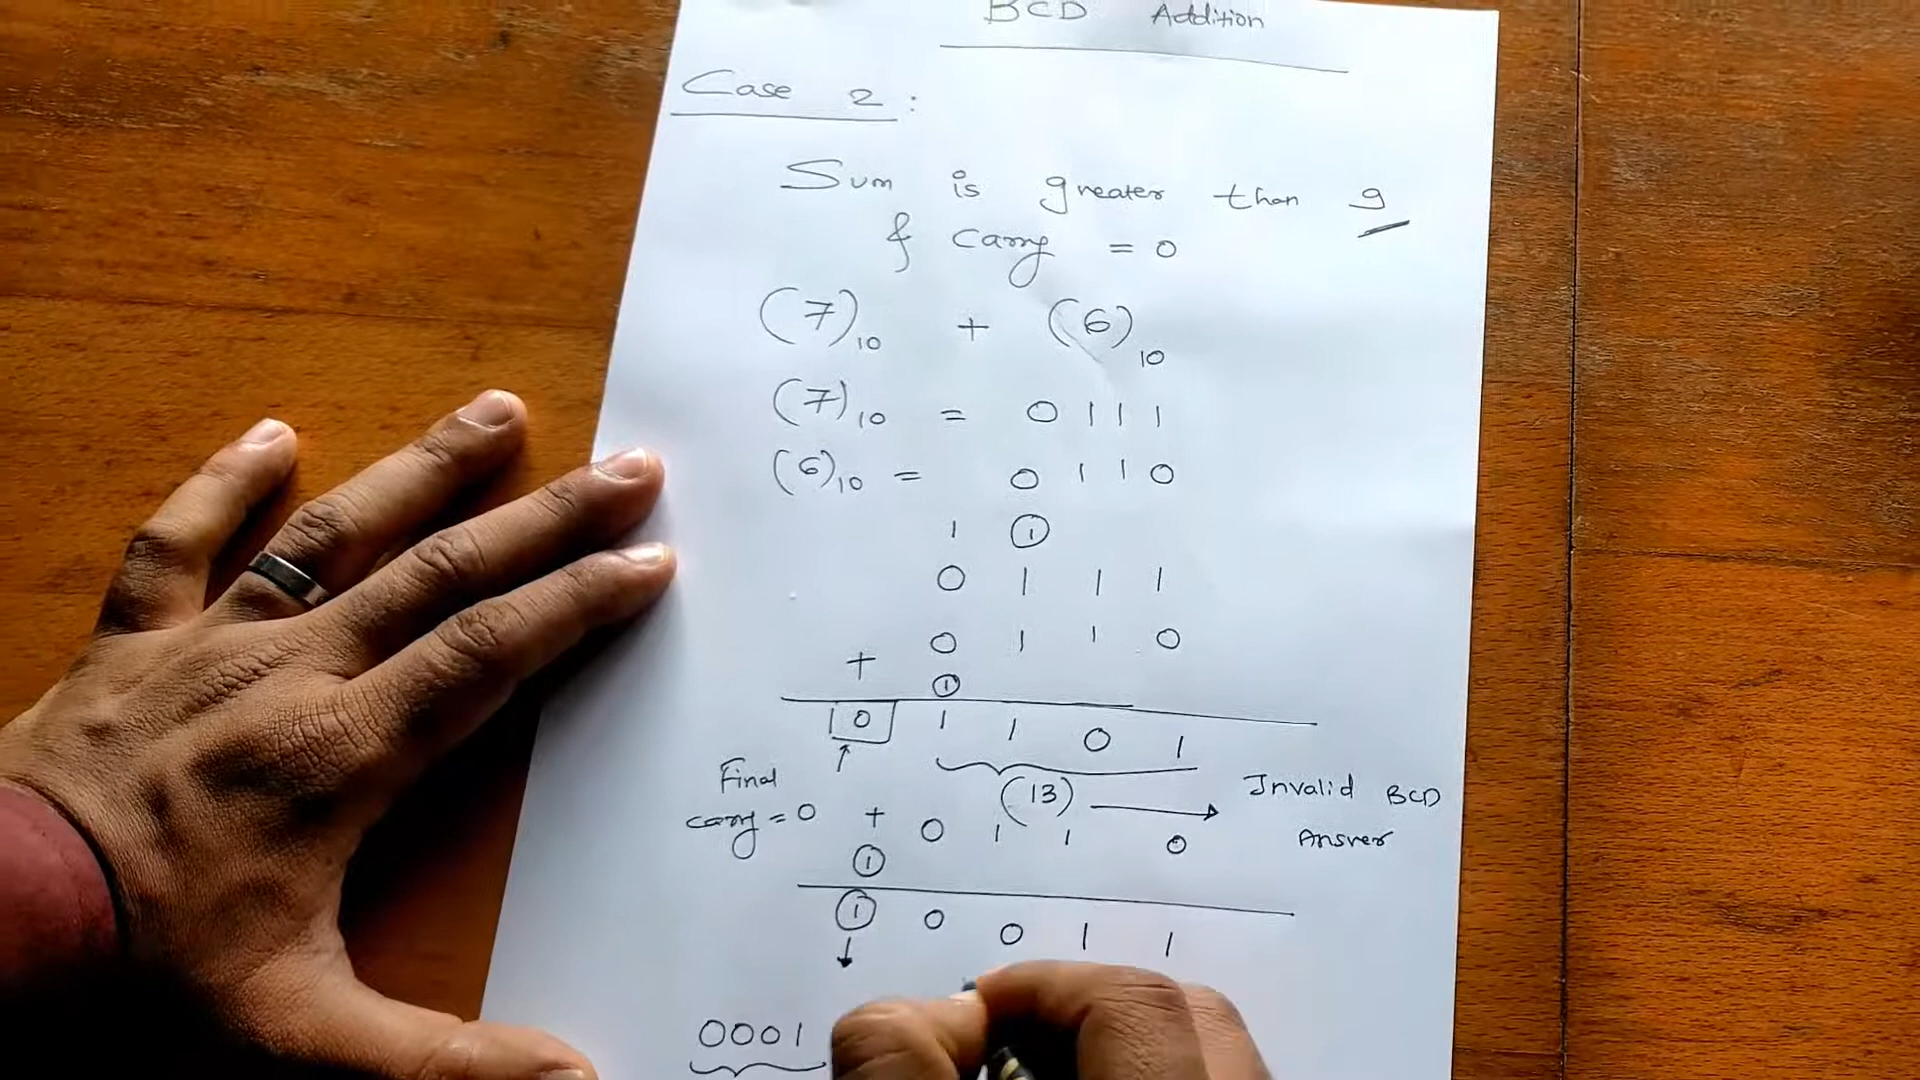 BCD Addition
Case 2 :
Sum is greater than 9
& carry = 0
(7)10 + (6)10
(7)10 = 0 1 1 1
(6)10 = 0 1 1 0
1 1
0 1 1 1
+ 0 1 1 0
1
0 1 1 0 1
Final carry = 0
(13) → Invalid BCD Answer
+ 0 1 1 0
1
1 0 0 1 1
0001